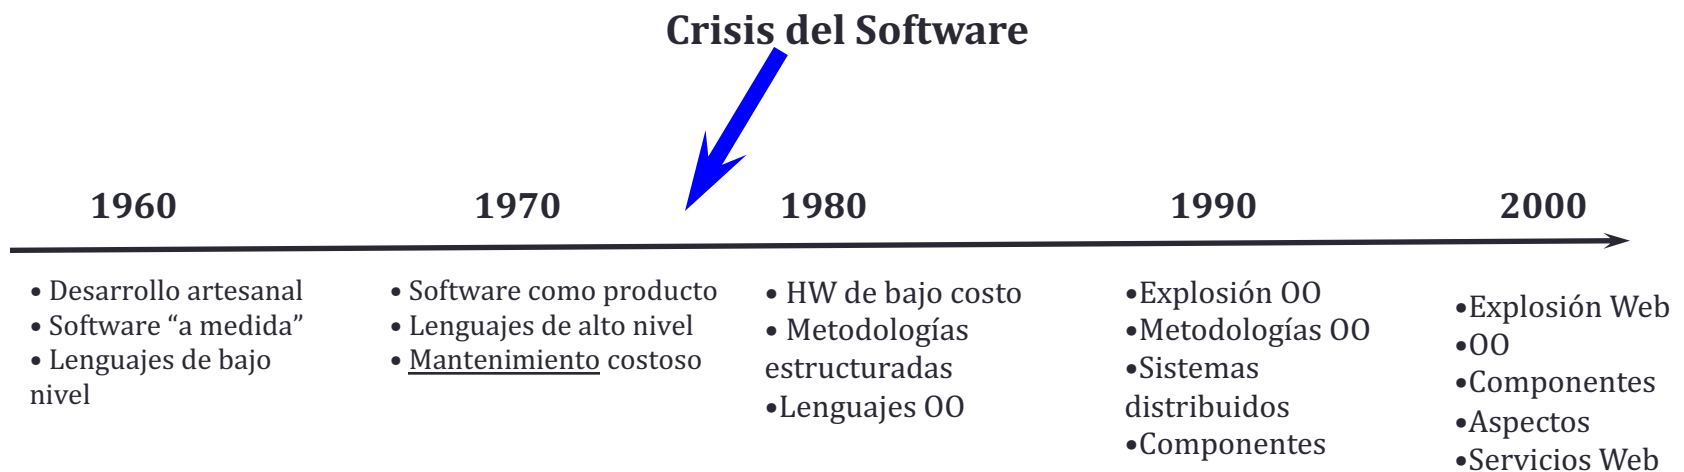 Crisis del Software
1960
1970
1980
1990
2000
• Desarrollo artesanal
• Software “a medida”
• Lenguajes de bajo
nivel
• Software como producto
• Lenguajes de alto nivel
• Mantenimiento costoso
• HW de bajo costo
• Metodologías
estructuradas
•Lenguajes OO
•Explosión OO
•Metodologías OO
•Sistemas
distribuidos
•Componentes
•Explosión Web
•OO
•Componentes
•Aspectos
•Servicios Web